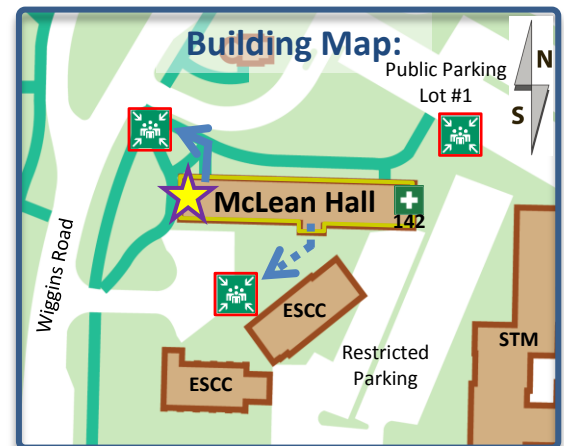 Building Map:
Public Parking
Lot #1
N
S
McLean Hall
142
Wiggins Road
ESCC
STM
Restricted
Parking
ESCC